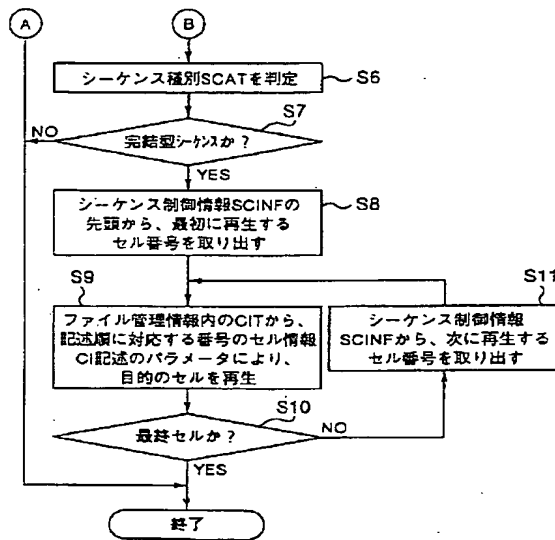 A
B
シーケンス種別SCATを判定
S6
S7
完結型シーケンスか？
NO
YES
シーケンス制御情報SCINFの
先頭から、最初に再生する
セル番号を取り出す
S8
S9
ファイル管理情報内のCITから、
記述順に対応する番号のセル情報
CI記述のパラメータにより、
目的のセルを再生
S11
シーケンス制御情報
SCINFから、次に再生する
セル番号を取り出す
S10
最終セルか？
NO
YES
終了